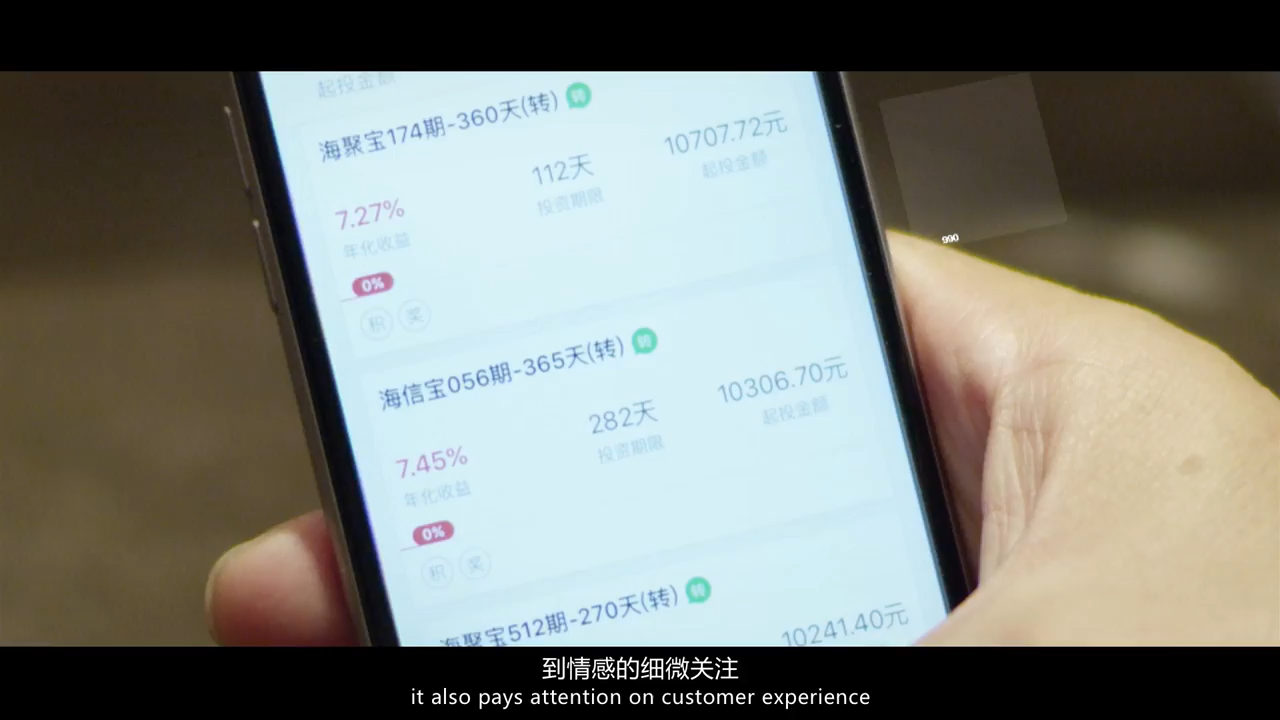 起投金额
海聚宝174期-360天(转) 转
7.27% 112天 10707.72元
年化收益 投资期限 起投金额
0%
积 奖
海信宝056期-365天(转) 转
7.45% 282天 10306.70元
年化收益 投资期限 起投金额
0%
积 奖
海聚宝512期-270天(转) 转
10241.40元
990
到情感的细微关注
it also pays attention on customer experience